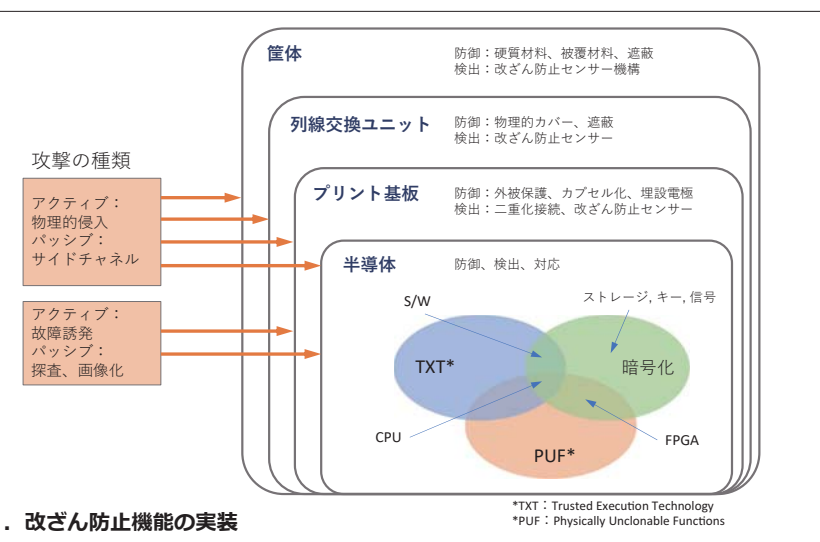 筐体
防御：硬質材料、被覆材料、遮蔽
検出：改ざん防止センサー機構
列線交換ユニット
防御：物理的カバー、遮蔽
検出：改ざん防止センサー
攻撃の種類
アクティブ：
物理的侵入
パッシブ：
サイドチャネル
プリント基板
防御：外被保護、カプセル化、埋設電極
検出：二重化接続、改ざん防止センサー
半導体
防御、検出、対応
アクティブ：
故障誘発
パッシブ：
探査、画像化
S/W
ストレージ, キー, 信号
TXT*
暗号化
CPU
PUF*
FPGA
*TXT：Trusted Execution Technology
*PUF：Physically Unclonable Functions
．改ざん防止機能の実装